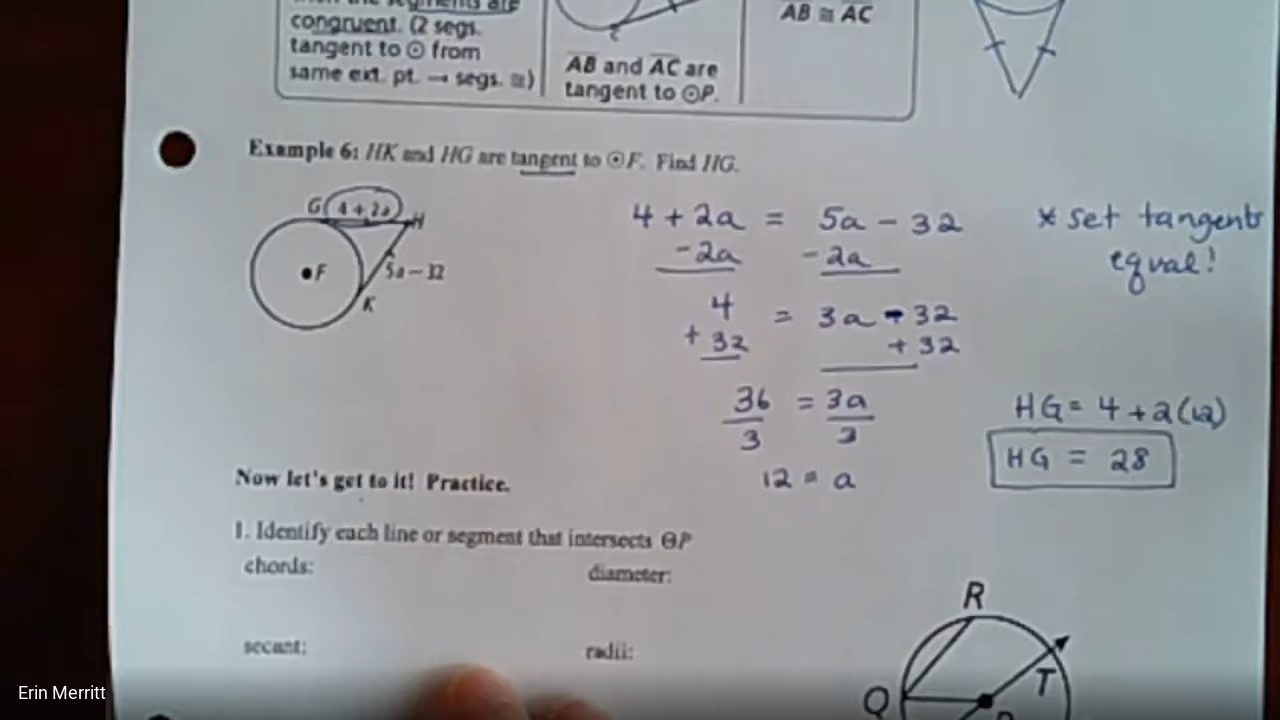 congruent. (2 segs.
tangent to ⊙ from
same ext. pt. → segs. ≅)
AB and AC are
tangent to ⊙P.
AB ≅ AC
Example 6: HK and HG are tangent to ⊙F. Find HG.
G
4 + 2a
H
F
5a – 32
K
4 + 2a = 5a - 32
-2a -2a
4 = 3a - 32
+ 32 + 32
36 = 3a
3 3
12 = a
* set tangents
equal!
HG = 4 + 2(12)
HG = 28
Now let's get to it! Practice.
1. Identify each line or segment that intersects ⊙P
chords: diameter:
secant: radii:
R
T
Q
Erin Merritt